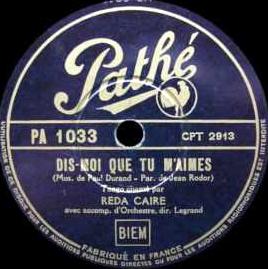 Pathé
PA 1033
CPT 2913
DIS-MOI QUE TU M'AIMES
(Mus. de Paul Durand - Par. de Jean Rodor)
Tango chanté par
RÉDA CAIRE
avec accomp. d'Orchestre, dir. Legrand
BIEM
FABRIQUÉ EN FRANCE